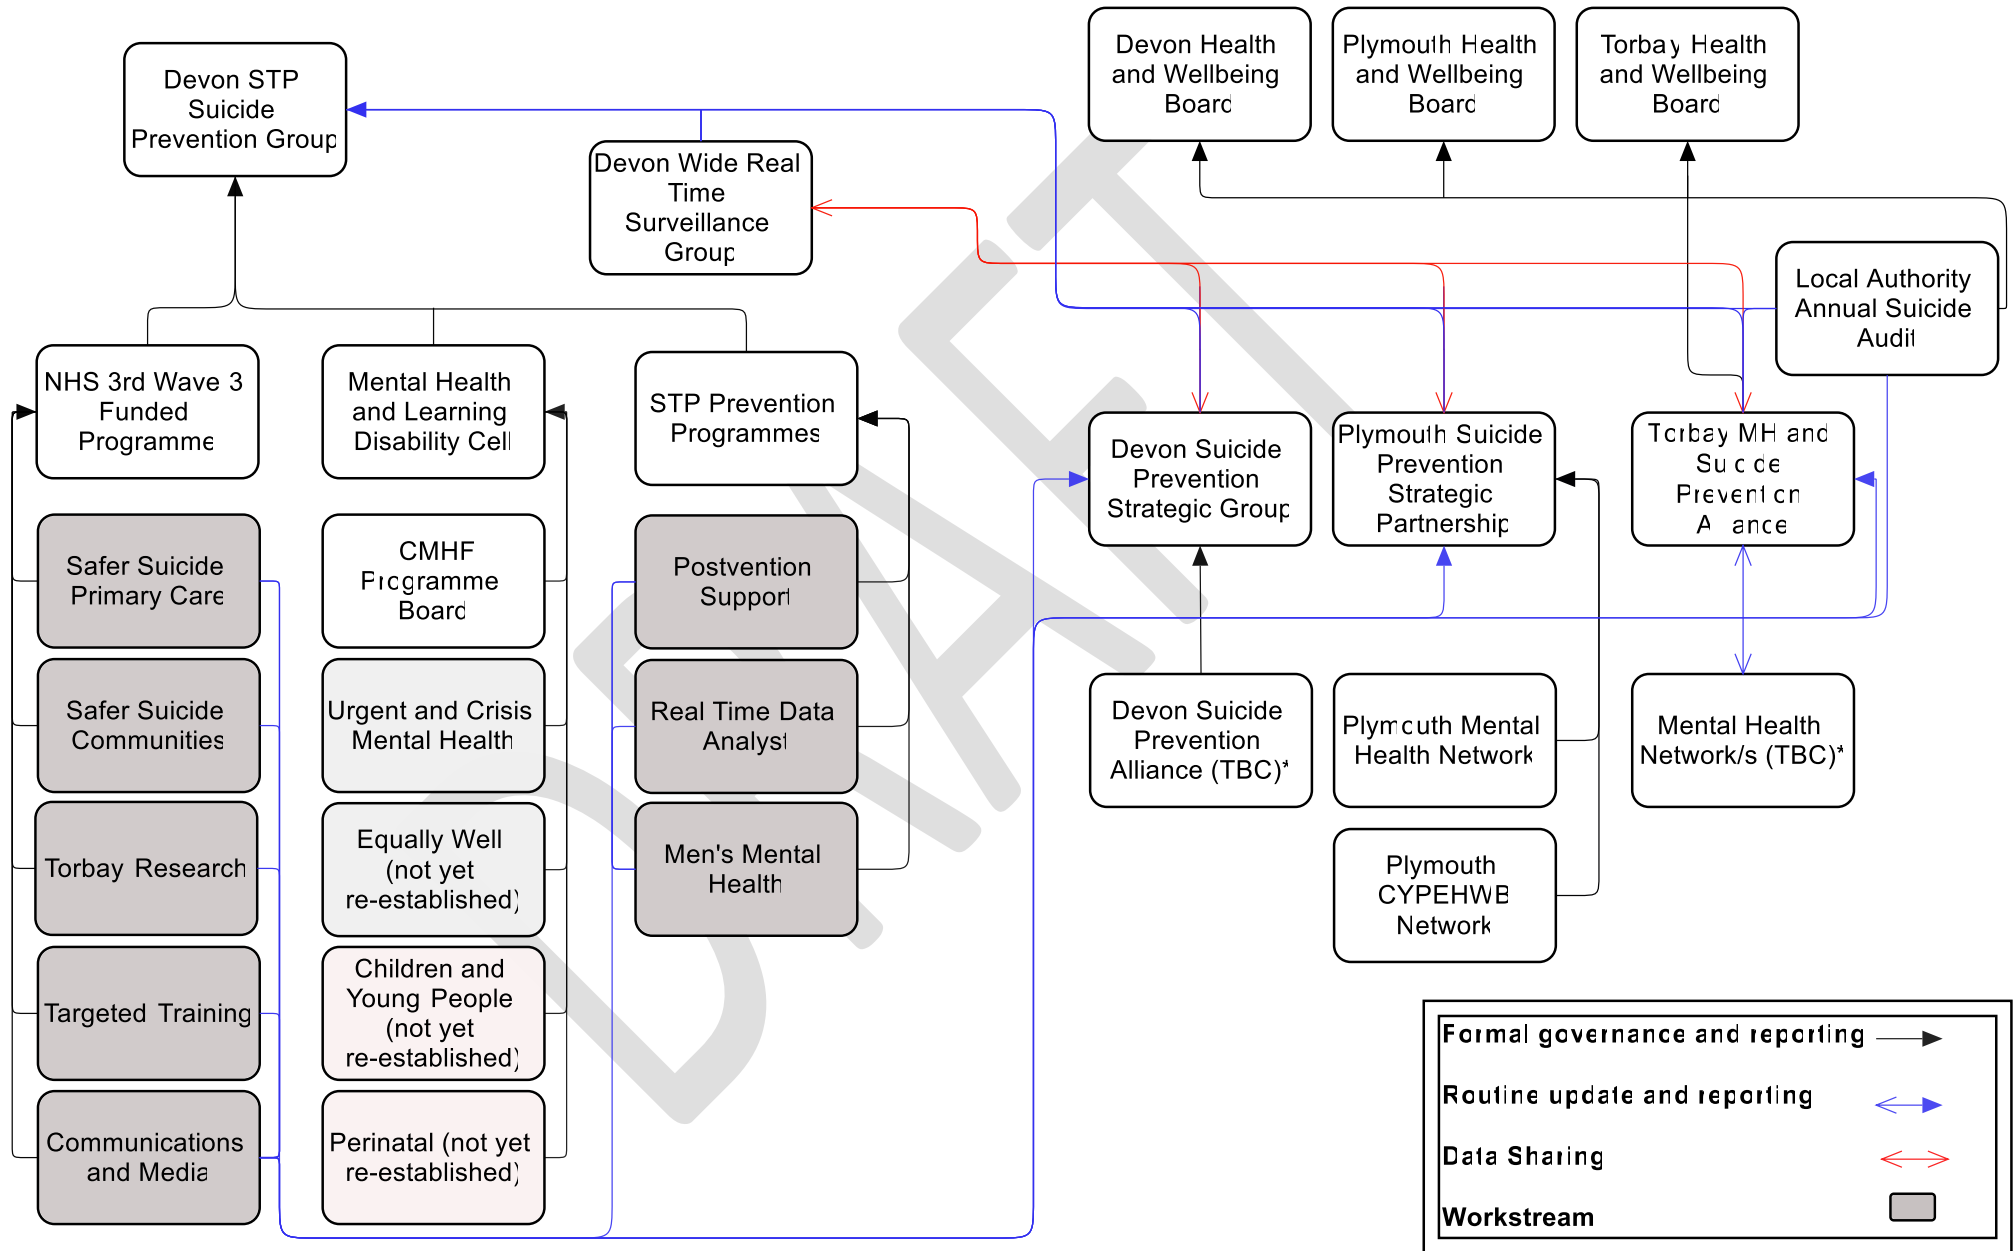 Devon STP
Suicide
Prevention Group
Devon Wide Real
Time
Surveillance
Group
Devon Health
and Wellbeing
Board
Plymouth Health
and Wellbeing
Board
Torbay Health
and Wellbeing
Board
Local Authority
Annual Suicide
Audit
NHS 3rd Wave 3
Funded
Programme
Mental Health
and Learning
Disability Cell
STP Prevention
Programmes
Devon Suicide
Prevention
Strategic Group
Plymouth Suicide
Prevention
Strategic
Partnership
Torbay MH and
Suicide
Prevention
Alliance
Safer Suicide
Primary Care
CMHF
Programme
Board
Postvention
Support
Safer Suicide
Communities
Urgent and Crisis
Mental Health
Real Time Data
Analyst
Devon Suicide
Prevention
Alliance (TBC)*
Plymouth Mental
Health Network
Mental Health
Network/s (TBC)*
Torbay Research
Equally Well
(not yet
re-established)
Men's Mental
Health
Plymouth
CYPEHWB
Network
Targeted Training
Children and
Young People
(not yet
re-established)
Communications
and Media
Perinatal (not yet
re-established)
Formal governance and reporting
Routine update and reporting
Data Sharing
Workstream
DRAFT